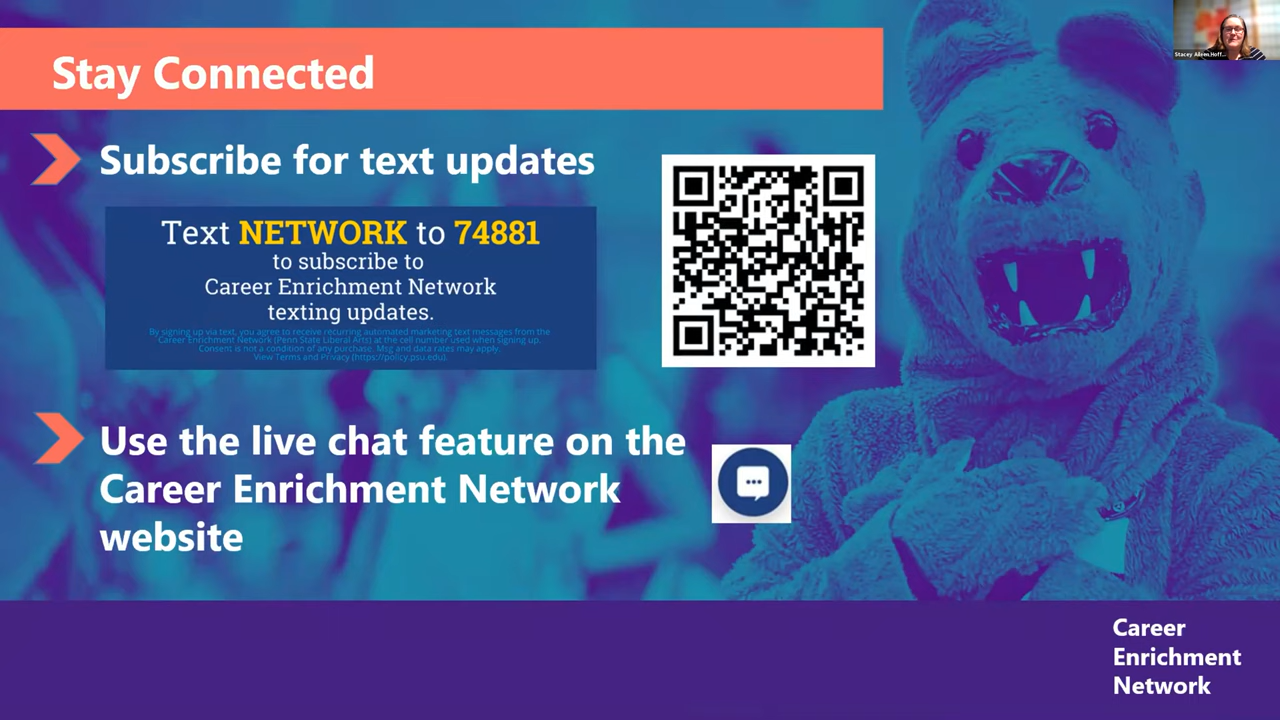 Stay Connected
Subscribe for text updates
Text NETWORK to 74881
to subscribe to
Career Enrichment Network
texting updates.
By signing up via text, you agree to receive recurring automated marketing text messages from the
Career Enrichment Network (Penn State Liberal Arts) at the cell number used when signing up.
Consent is not a condition of any purchase. Msg and data rates may apply.
View Terms and Privacy (https://policy.psu.edu).
Use the live chat feature on the
Career Enrichment Network
website
Career
Enrichment
Network
Stacey Aileen Hoff...